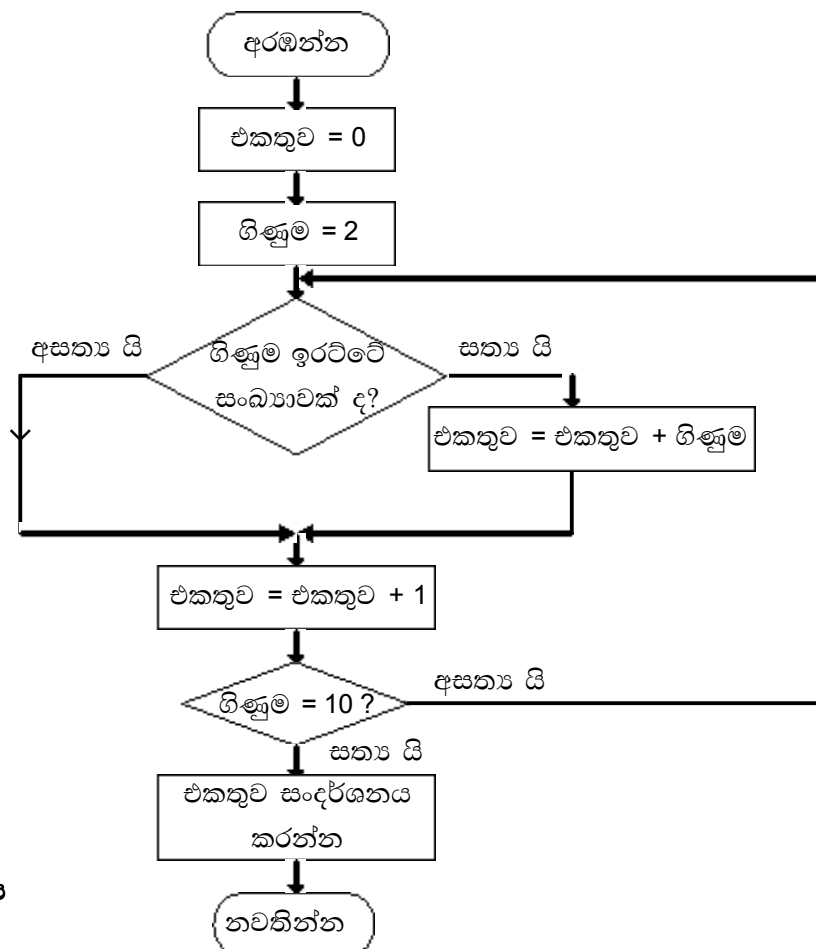 අරඹන්න
එකතුව = 0
ගිණුම = 2
අසත්‍ය යි
ගිණුම ඉරට්ටේ
සංඛ්‍යාවක් ද?
සත්‍ය යි
එකතුව = එකතුව + ගිණුම
එකතුව = එකතුව + 1
ගිණුම = 10 ?
අසත්‍ය යි
සත්‍ය යි
එකතුව සංදර්ශනය
කරන්න
නවතින්න